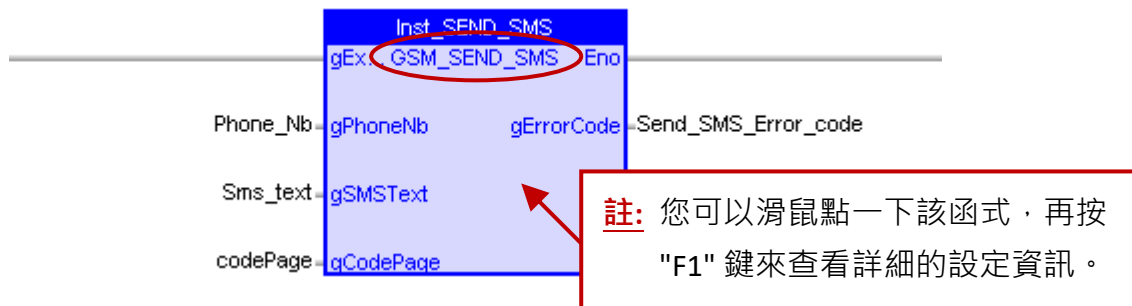 Inst_SEND_SMS
gEx... GSM_SEND_SMS Eno
Phone_Nb gPhoneNb gErrorCode Send_SMS_Error_code
Sms_text gSMSText
codePage gCodePage
註: 您可以滑鼠點一下該函式，再按
"F1" 鍵來查看詳細的設定資訊。